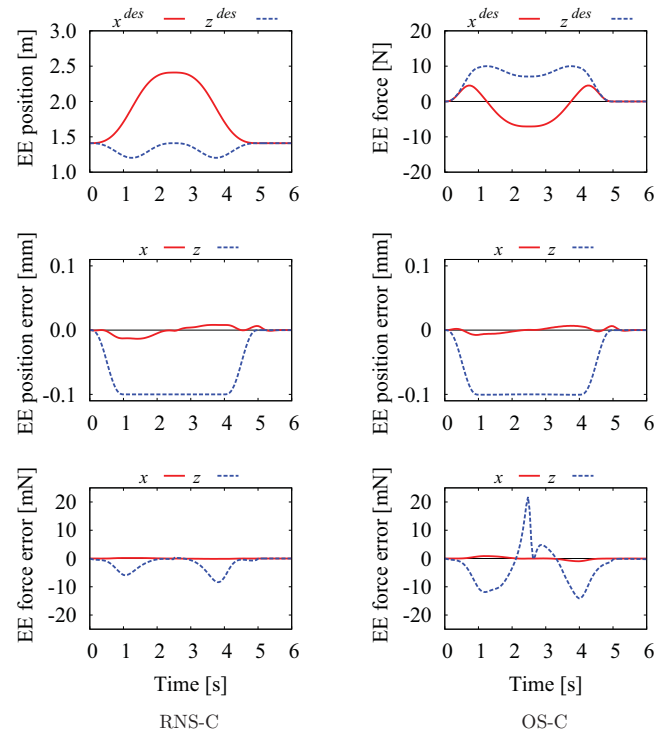 x^des z^des
EE position [m]
3.0
2.5
2.0
1.5
1.0
0 1 2 3 4 5 6
x^des z^des
EE force [N]
20
10
0
-10
-20
0 1 2 3 4 5 6
x z
EE position error [mm]
0.1
0.0
-0.1
0 1 2 3 4 5 6
x z
EE position error [mm]
0.1
0.0
-0.1
0 1 2 3 4 5 6
x z
EE force error [mN]
20
10
0
-10
-20
0 1 2 3 4 5 6
Time [s]
RNS-C
x z
EE force error [mN]
20
10
0
-10
-20
0 1 2 3 4 5 6
Time [s]
OS-C